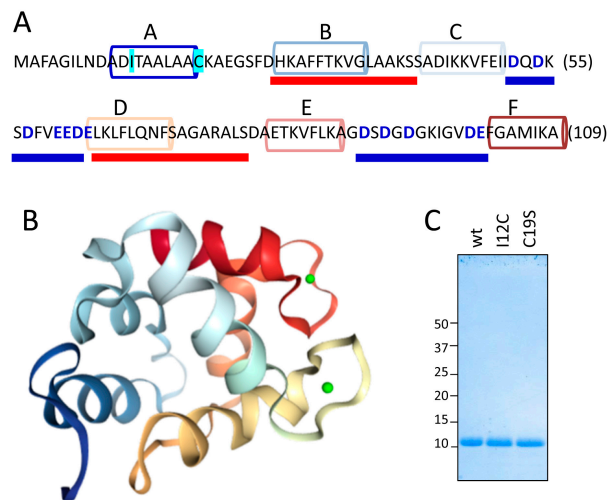 A
A B C
MAFAGILNDADITAALAACKAEGSFDHKAFFTKVGLAAKSSADIKKVFEIIDQDK (55)
D E F
SDFVEEDELKLFLQNFSAGARALSDAETKVFLKAGDSDGDGKIGVDEFGAMIKA (109)
B
C
wt I12C C19S
50
37
25
20
15
10